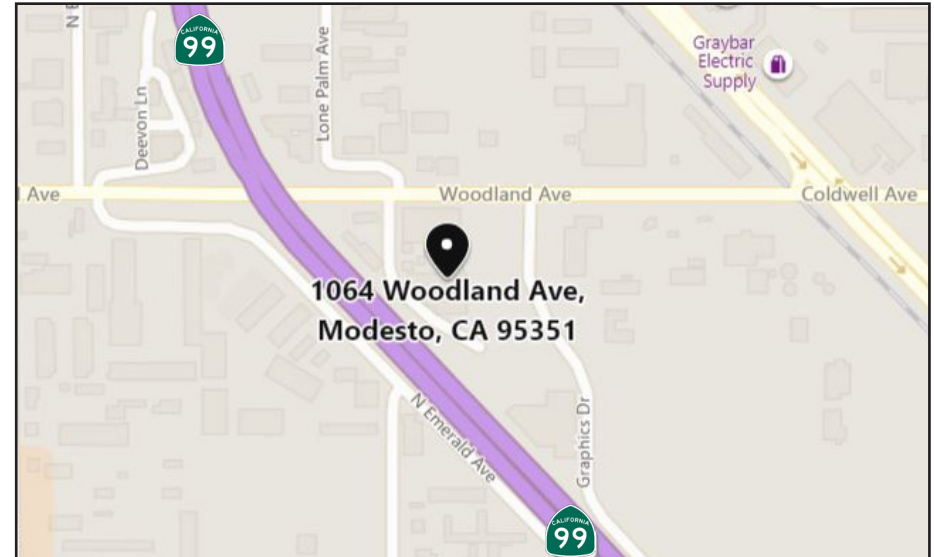 CALIFORNIA
99
Graybar
Electric
Supply
Lone Palm Ave
Deevon Ln
Ave
Woodland Ave
Coldwell Ave
1064 Woodland Ave,
Modesto, CA 95351
N Emerald Ave
Graphics Dr
CALIFORNIA
99